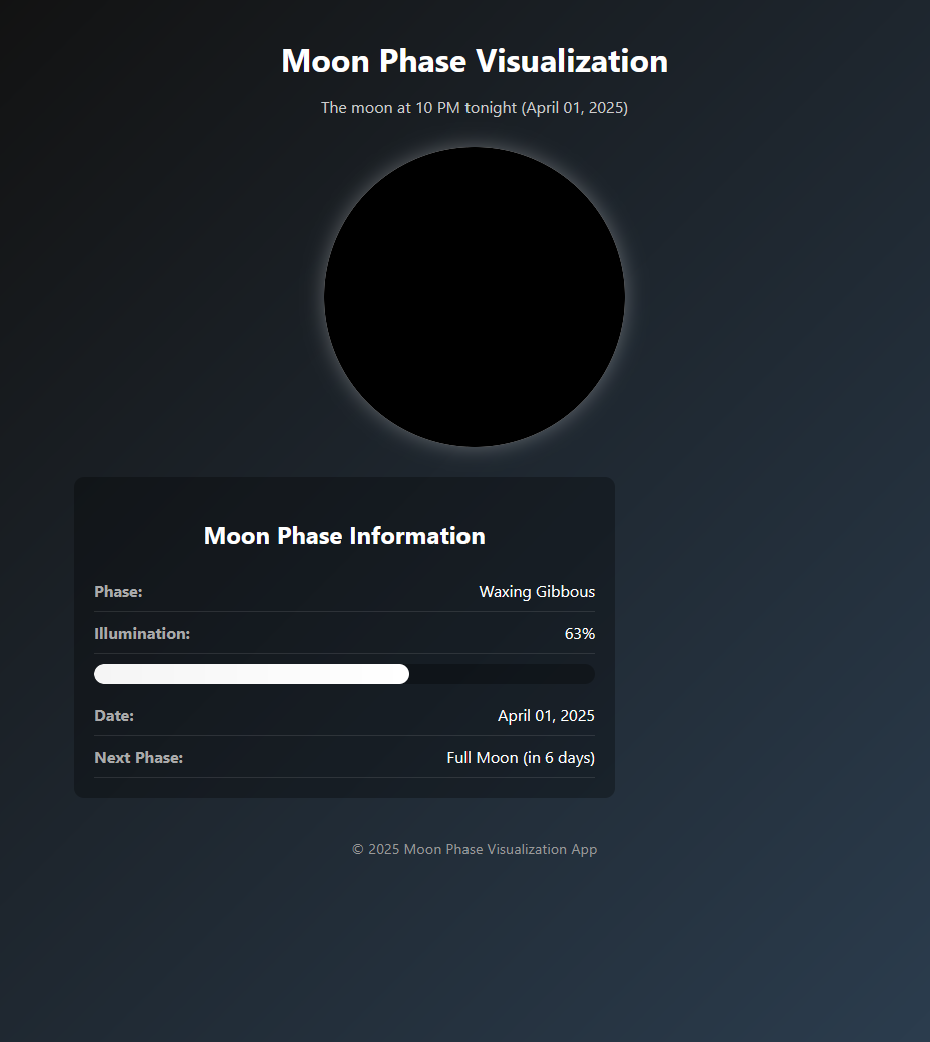 Moon Phase Visualization
The moon at 10 PM tonight (April 01, 2025)
Moon Phase Information
Phase: Waxing Gibbous
Illumination: 63%
Date: April 01, 2025
Next Phase: Full Moon (in 6 days)
© 2025 Moon Phase Visualization App